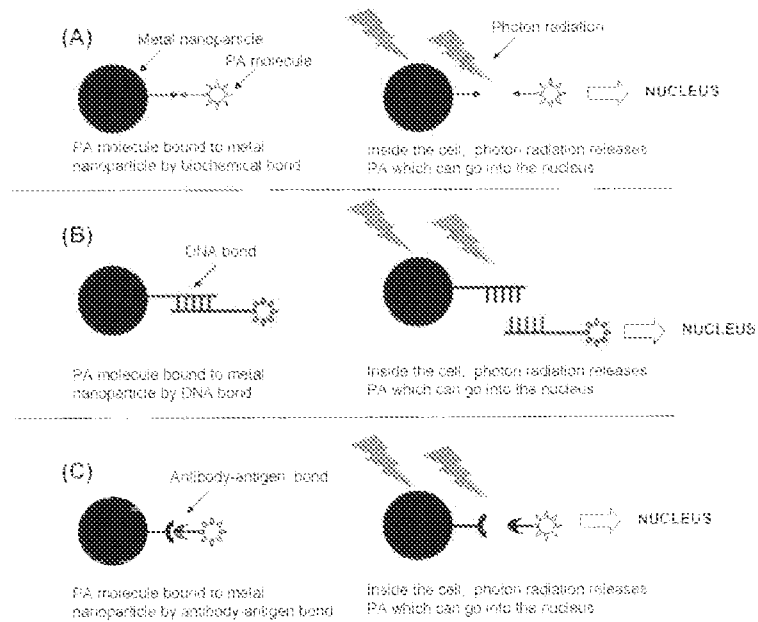 (A)
Metal nanoparticle
PA molecule
Photon radiation
NUCLEUS
PA molecule bound to metal
nanoparticle by biochemical bond
Inside the cell, photon radiation releases
PA which can go into the nucleus
(B)
DNA bond
NUCLEUS
PA molecule bound to metal
nanoparticle by DNA bond
Inside the cell, photon radiation releases
PA which can go into the nucleus
(C)
Antibody-antigen bond
NUCLEUS
PA molecule bound to metal
nanoparticle by antibody-antigen bond
Inside the cell, photon radiation releases
PA which can go into the nucleus